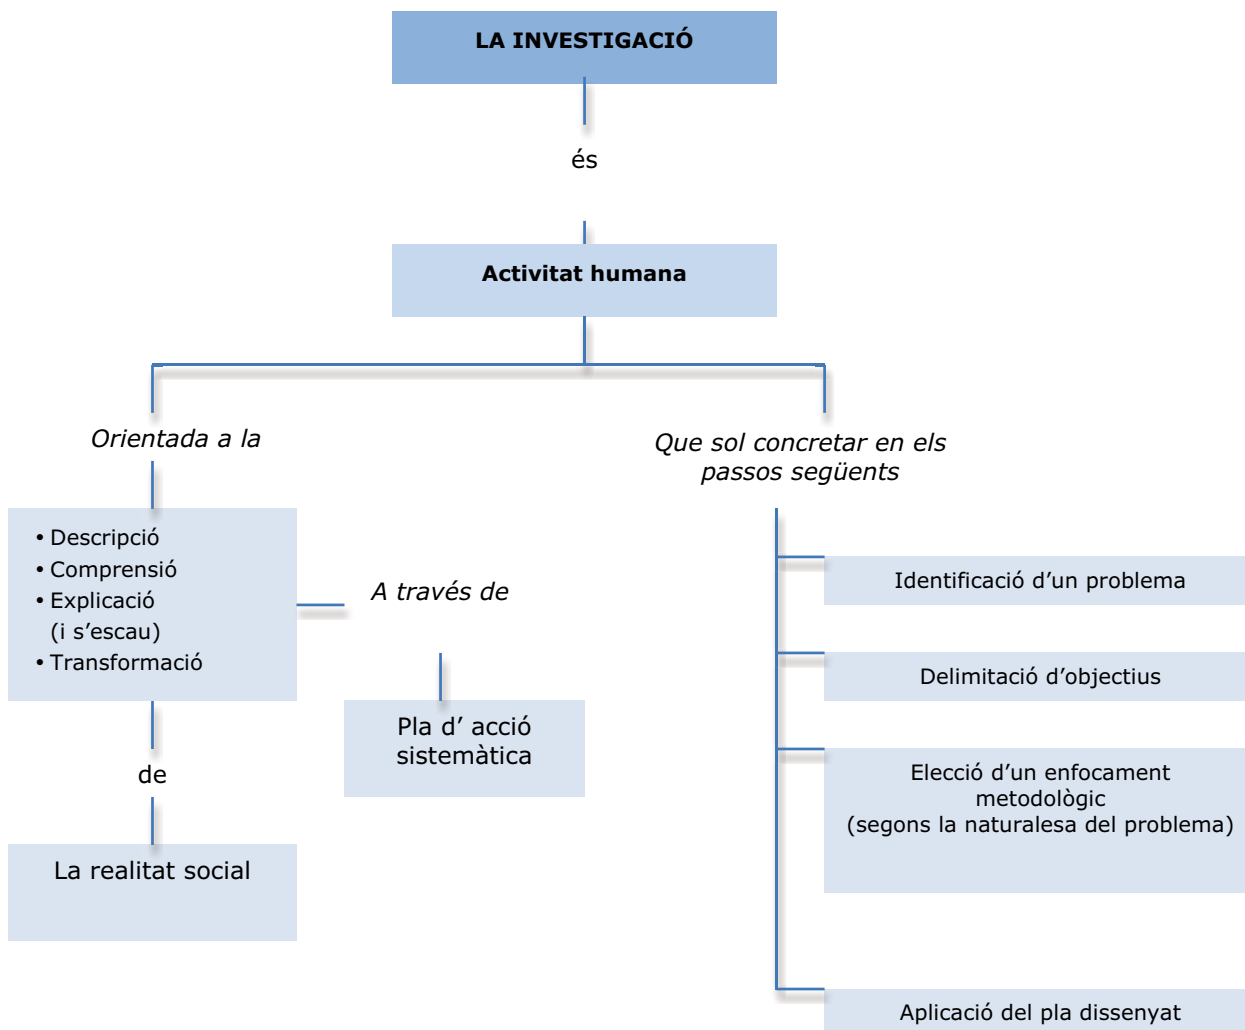 LA INVESTIGACIÓ
és
Activitat humana
Orientada a la
• Descripció
• Comprensió
• Explicació
(i s’escau)
• Transformació
A través de
Pla d’ acció
sistemàtica
de
La realitat social
Que sol concretar en els
passos següents
Identificació d’un problema
Delimitació d’objectius
Elecció d’un enfocament
metodològic
(segons la naturalesa del problema)
Aplicació del pla dissenyat